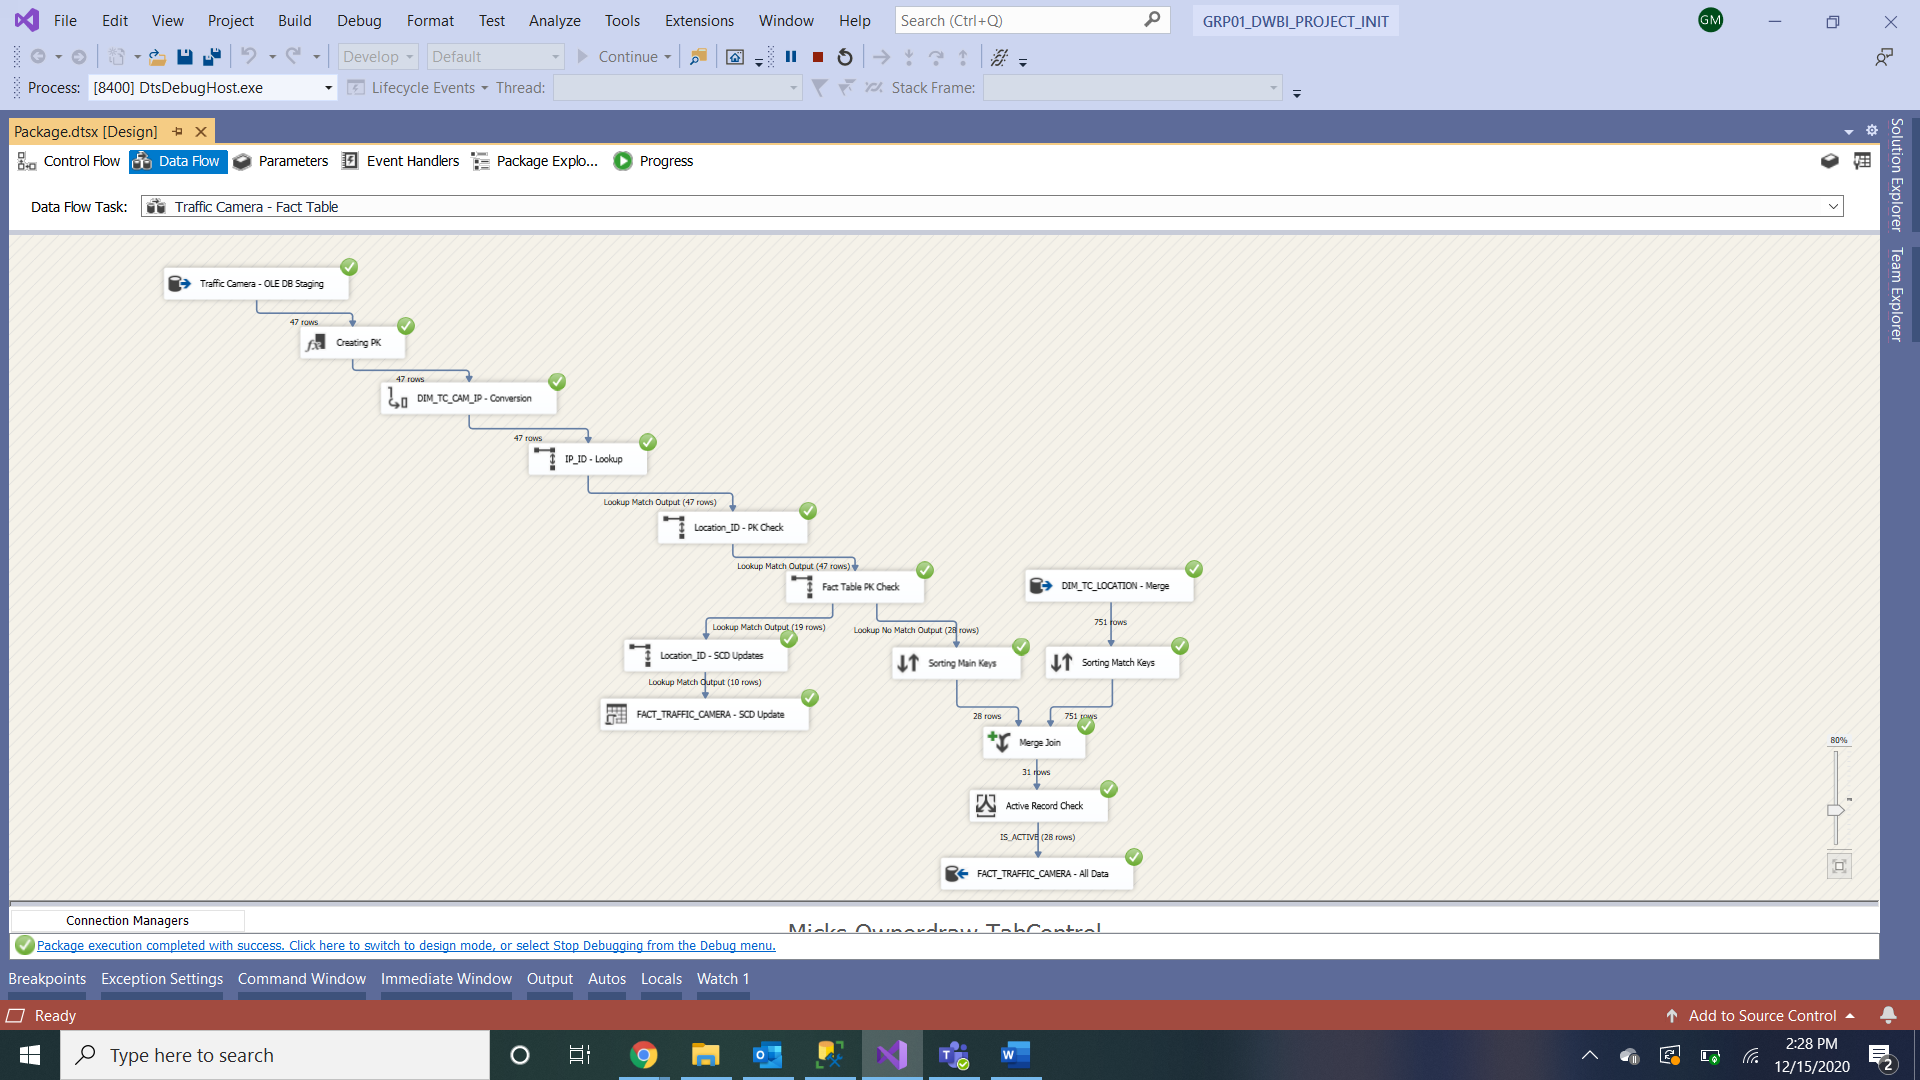 File Edit View Project Build Debug Format Test Analyze Tools Extensions Window Help Search (Ctrl+Q) GRP01_DWBI_PROJECT_INIT GM
Develop Default Continue
Process: [8400] DtsDebugHost.exe Lifecycle Events Thread: Stack Frame:
Package.dtsx [Design]
Control Flow Data Flow Parameters Event Handlers Package Explo... Progress
Data Flow Task: Traffic Camera - Fact Table
Solution Explorer
Team Explorer
Traffic Camera - OLE DB Staging
47 rows
Creating PK
47 rows
DIM_TC_CAM_IP - Conversion
47 rows
IP_ID - Lookup
Lookup Match Output (47 rows)
Location_ID - PK Check
Lookup Match Output (47 rows)
Fact Table PK Check
DIM_TC_LOCATION - Merge
Lookup Match Output (19 rows)
Lookup No Match Output (28 rows)
751 rows
Location_ID - SCD Updates
Sorting Main Keys
Sorting Match Keys
Lookup Match Output (10 rows)
FACT_TRAFFIC_CAMERA - SCD Update
28 rows
751 rows
Merge Join
31 rows
Active Record Check
IS_ACTIVE (28 rows)
FACT_TRAFFIC_CAMERA - All Data
80%
Connection Managers
Micks Ownerdraw TabControl
Package execution completed with success. Click here to switch to design mode, or select Stop Debugging from the Debug menu.
Breakpoints Exception Settings Command Window Immediate Window Output Autos Locals Watch 1
Ready Add to Source Control
Type here to search
2:28 PM
12/15/2020
2